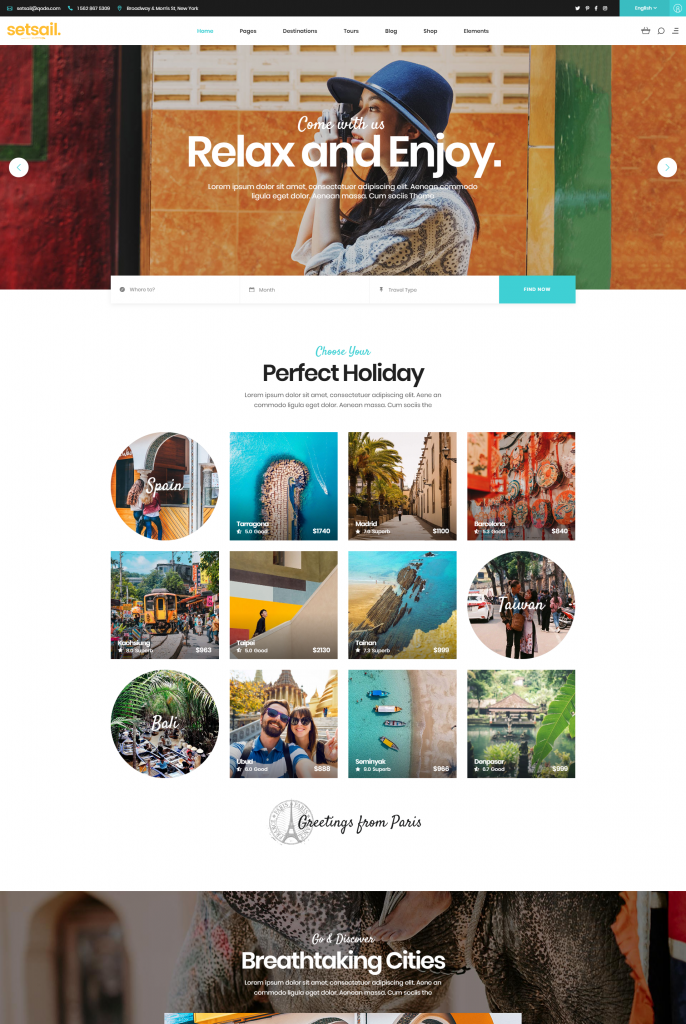 setsail@qode.com
1 562 867 5309
Broadway & Morris St, New York
English
setsail.
Home
Pages
Destinations
Tours
Blog
Shop
Elements
Come with us
Relax and Enjoy.
Lorem ipsum dolor sit amet, consectetuer adipiscing elit. Aenean commodo
ligula eget dolor. Aenean massa. Cum sociis Theme
Where to?
Month
Travel Type
FIND NOW
Choose Your
Perfect Holiday
Lorem ipsum dolor sit amet, consectetuer adipiscing elit. Aene an
commodo ligula eget dolor. Aenean massa. Cum sociis the
Spain
Tarragona
5.0 Good
$1740
Madrid
7.0 Superb
$1100
Barcelona
5.3 Good
$840
Kaohsiung
8.0 Superb
$963
Taipei
5.0 Good
$2130
Tainan
7.3 Superb
$999
Taiwan
Bali
Ubud
6.0 Good
$888
Seminyak
8.0 Superb
$966
Denpasar
6.7 Good
$999
PARIS
Greetings from Paris
Go & Discover
Breathtaking Cities
Lorem ipsum dolor sit amet, consectetuer adipiscing elit. Aene an
commodo ligula eget dolor. Aenean massa. Cum sociis the